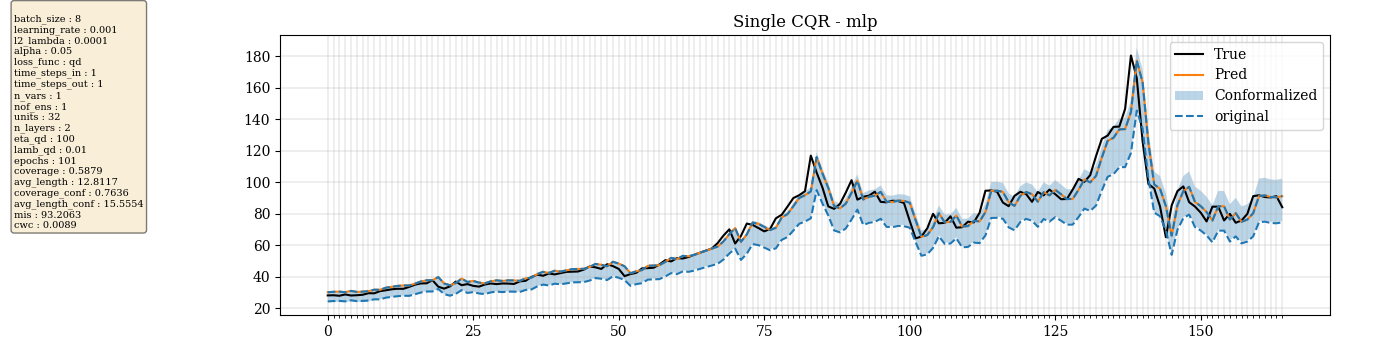 batch_size : 8
learning_rate : 0.001
l2_lambda : 0.0001
alpha : 0.05
loss_func : qd
time_steps_in : 1
time_steps_out : 1
n_vars : 1
nof_ens : 1
units : 32
n_layers : 2
eta_qd : 100
lamb_qd : 0.01
epochs : 101
coverage : 0.5879
avg_length : 12.8117
coverage_conf : 0.7636
avg_length_conf : 15.5554
mis : 93.2063
cwc : 0.0089
Single CQR - mlp
True
Pred
Conformalized
original
180
160
140
120
100
80
60
40
20
0 25 50 75 100 125 150